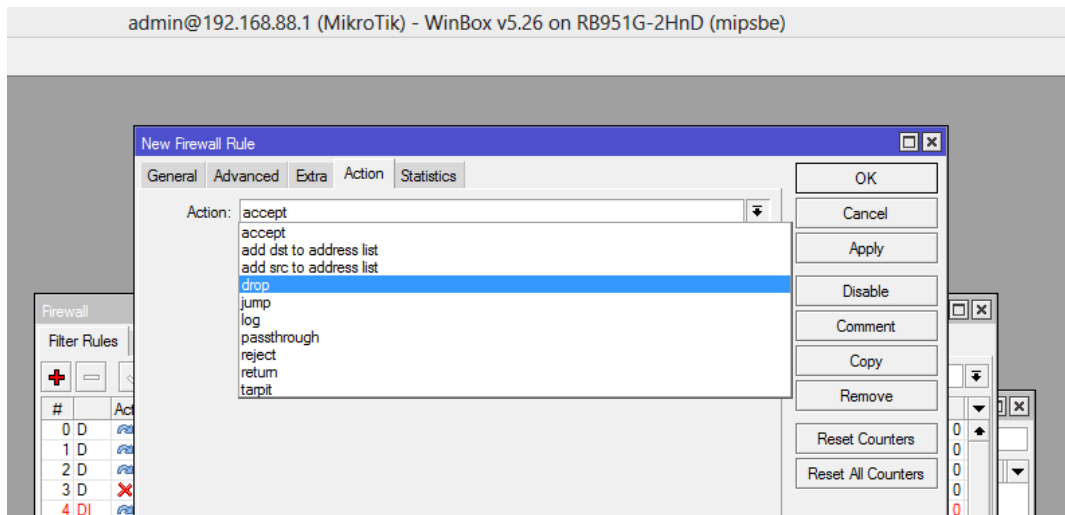 admin@192.168.88.1 (MikroTik) - WinBox v5.26 on RB951G-2HnD (mipsbe)
New Firewall Rule
General Advanced Extra Action Statistics
Action: accept
accept
add dst to address list
add src to address list
drop
jump
log
passthrough
reject
return
tarpit
OK
Cancel
Apply
Disable
Comment
Copy
Remove
Reset Counters
Reset All Counters
Firewall
Filter Rules
# Act
0 D 0
1 D 0
2 D 0
3 D 0
4 DI 0